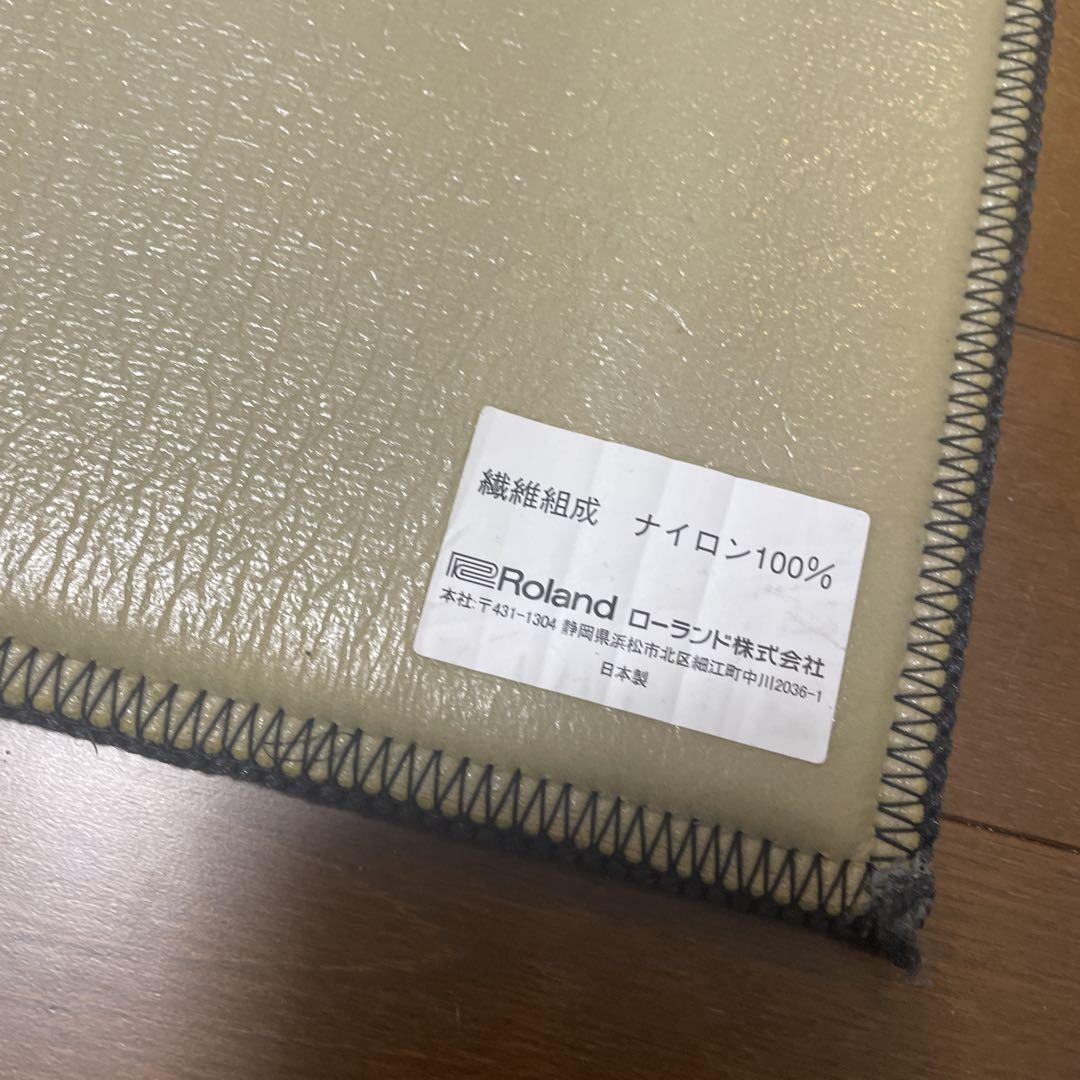 繊維組成　ナイロン100%
Roland ローランド株式会社
本社:〒431-1304 静岡県浜松市北区細江町中川2036-1
日本製